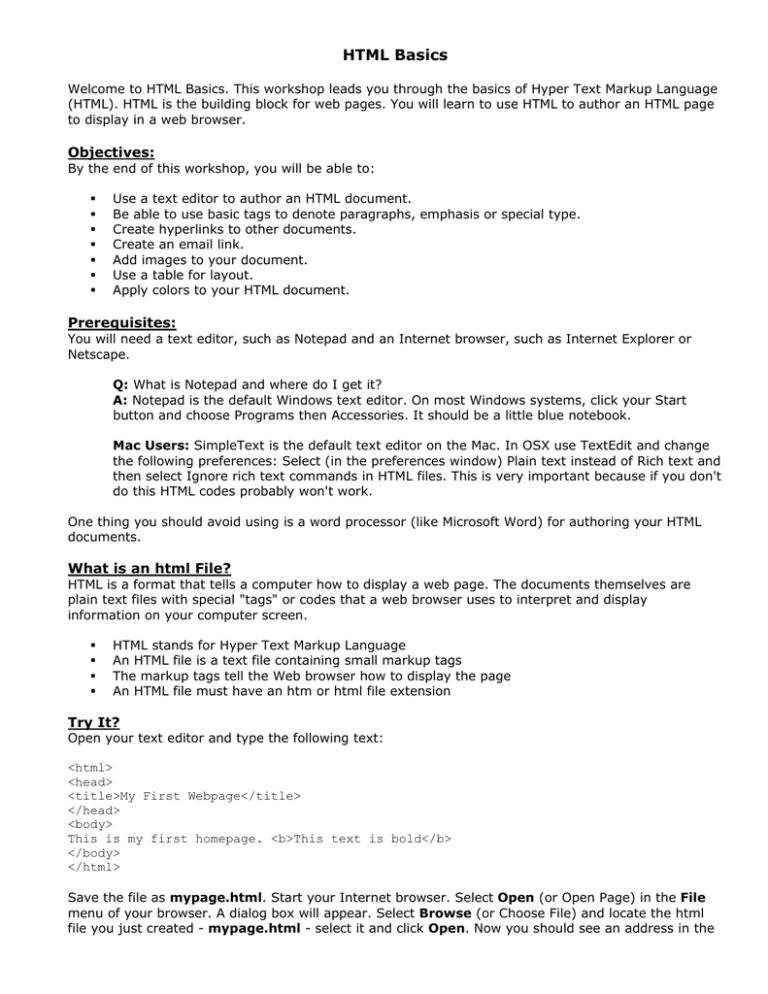 HTML Basics
Welcome to HTML Basics. This workshop leads you through the basics of Hyper Text Markup Language
(HTML). HTML is the building block for web pages. You will learn to use HTML to author an HTML page
to display in a web browser.
Objectives:
By the end of this workshop, you will be able to:
▪ Use a text editor to author an HTML document.
▪ Be able to use basic tags to denote paragraphs, emphasis or special type.
▪ Create hyperlinks to other documents.
▪ Create an email link.
▪ Add images to your document.
▪ Use a table for layout.
▪ Apply colors to your HTML document.
Prerequisites:
You will need a text editor, such as Notepad and an Internet browser, such as Internet Explorer or
Netscape.
Q: What is Notepad and where do I get it?
A: Notepad is the default Windows text editor. On most Windows systems, click your Start
button and choose Programs then Accessories. It should be a little blue notebook.
Mac Users: SimpleText is the default text editor on the Mac. In OSX use TextEdit and change
the following preferences: Select (in the preferences window) Plain text instead of Rich text and
then select Ignore rich text commands in HTML files. This is very important because if you don't
do this HTML codes probably won't work.
One thing you should avoid using is a word processor (like Microsoft Word) for authoring your HTML
documents.
What is an html File?
HTML is a format that tells a computer how to display a web page. The documents themselves are
plain text files with special "tags" or codes that a web browser uses to interpret and display
information on your computer screen.
▪ HTML stands for Hyper Text Markup Language
▪ An HTML file is a text file containing small markup tags
▪ The markup tags tell the Web browser how to display the page
▪ An HTML file must have an htm or html file extension
Try It?
Open your text editor and type the following text:
<html>
<head>
<title>My First Webpage</title>
</head>
<body>
This is my first homepage. <b>This text is bold</b>
</body>
</html>
Save the file as mypage.html. Start your Internet browser. Select Open (or Open Page) in the File
menu of your browser. A dialog box will appear. Select Browse (or Choose File) and locate the html
file you just created - mypage.html - select it and click Open. Now you should see an address in the